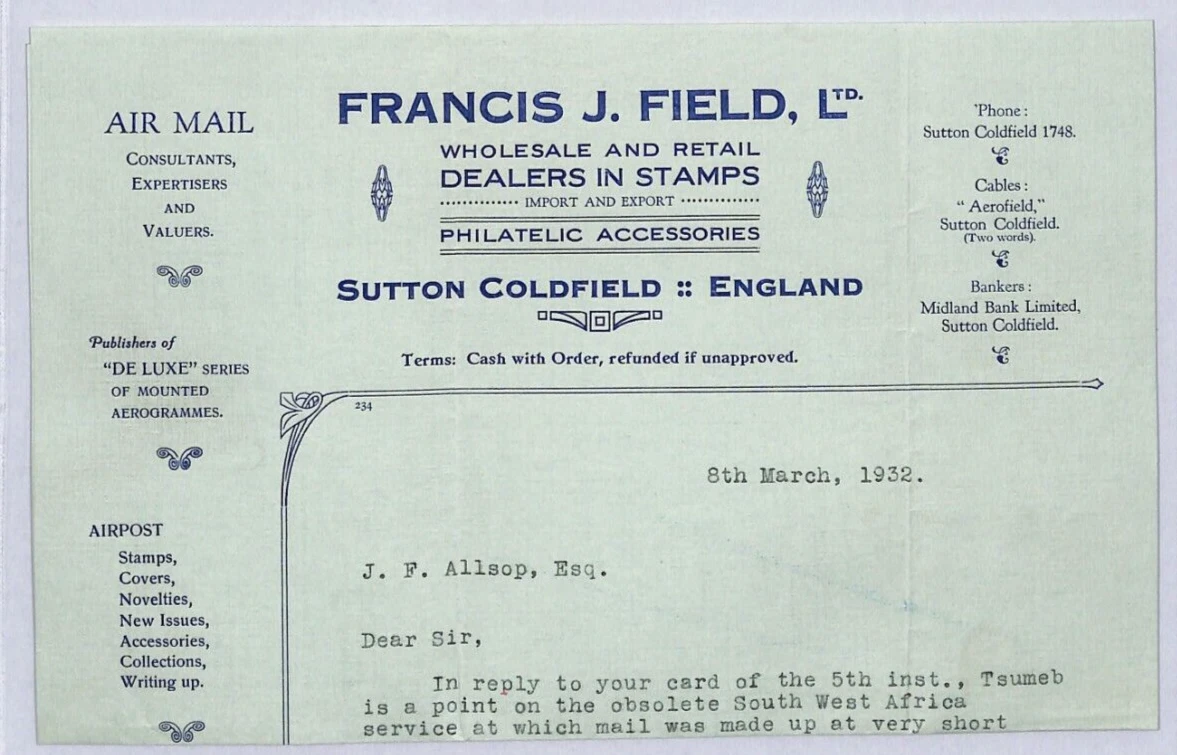 AIR MAIL
CONSULTANTS,
EXPERTISERS
AND
VALUERS.
Publishers of
"DE LUXE" SERIES
OF MOUNTED
AEROGRAMMES.
AIRPOST
Stamps,
Covers,
Novelties,
New Issues,
Accessories,
Collections,
Writing up.
FRANCIS J. FIELD, LTD.
WHOLESALE AND RETAIL
DEALERS IN STAMPS
IMPORT AND EXPORT
PHILATELIC ACCESSORIES
SUTTON COLDFIELD :: ENGLAND
Terms: Cash with Order, refunded if unapproved.
'Phone:
Sutton Coldfield 1748.
Cables:
"Aerofield,"
Sutton Coldfield.
(Two words).
Bankers:
Midland Bank Limited,
Sutton Coldfield.
234
8th March, 1932.
J. F. Allsop, Esq.
Dear Sir,
In reply to your card of the 5th inst., Tsumeb
is a point on the obsolete South West Africa
service at which mail was made up at very short